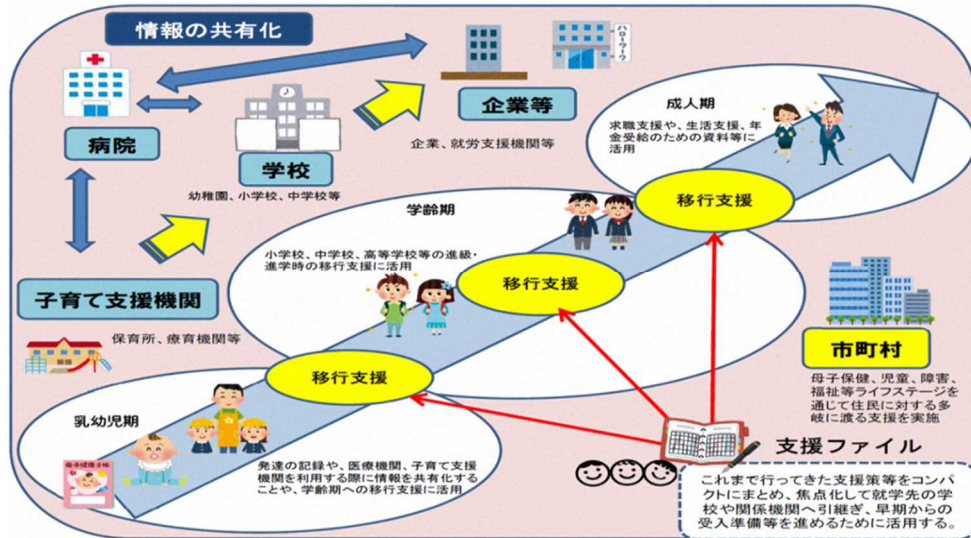 情報の共有化
ハローワーク
病院
学校
幼稚園、小学校、中学校等
企業等
企業、就労支援機関等
成人期
求職支援や、生活支援、年
金受給のための資料等に
活用
移行支援
学齢期
小学校、中学校、高等学校等の進級・
進学時の移行支援に活用
移行支援
子育て支援機関
保育所、療育機関等
移行支援
市町村
母子保健、児童、障害、
福祉等ライフステージを
通じて住民に対する多
岐に渡る支援を実施
乳幼児期
母子健康手帳
発達の記録や、医療機関、子育て支援
機関を利用する際に情報を共有化する
ことや、学齢期への移行支援に活用
支援ファイル
これまで行ってきた支援策等をコンパ
クトにまとめ、焦点化して就学先の学
校や関係機関へ引継ぎ、早期からの
受入準備等を進めるために活用する。